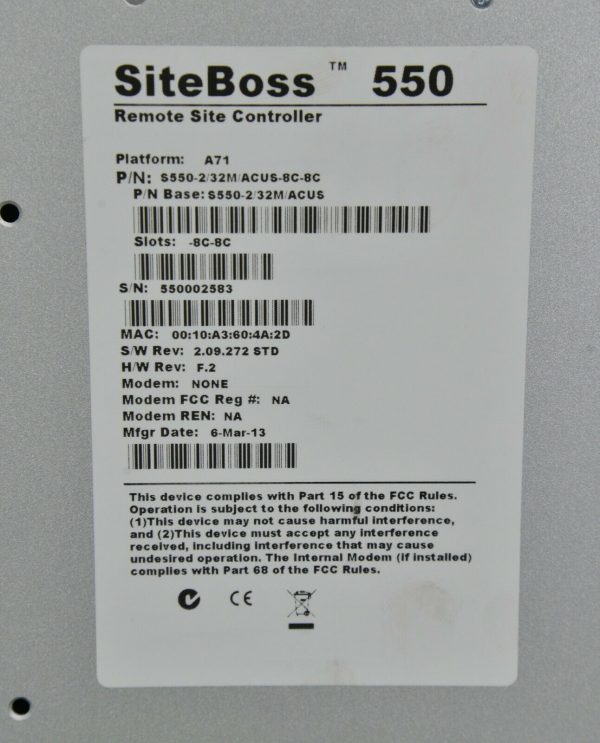 SiteBoss ™ 550
Remote Site Controller
Platform: A71
P/N: S550-2/32M/ACUS-8C-8C
P/N Base: S550-2/32M/ACUS
Slots: -8C-8C
S/N: 550002583
MAC: 00:10:A3:60:4A:2D
S/W Rev: 2.09.272 STD
H/W Rev: F.2
Modem: NONE
Modem FCC Reg #: NA
Modem REN: NA
Mfgr Date: 6-Mar-13
This device complies with Part 15 of the FCC Rules.
Operation is subject to the following conditions:
(1)This device may not cause harmful interference,
and (2)This device must accept any interference
received, including interference that may cause
undesired operation. The Internal Modem (if installed)
complies with Part 68 of the FCC Rules.
CE